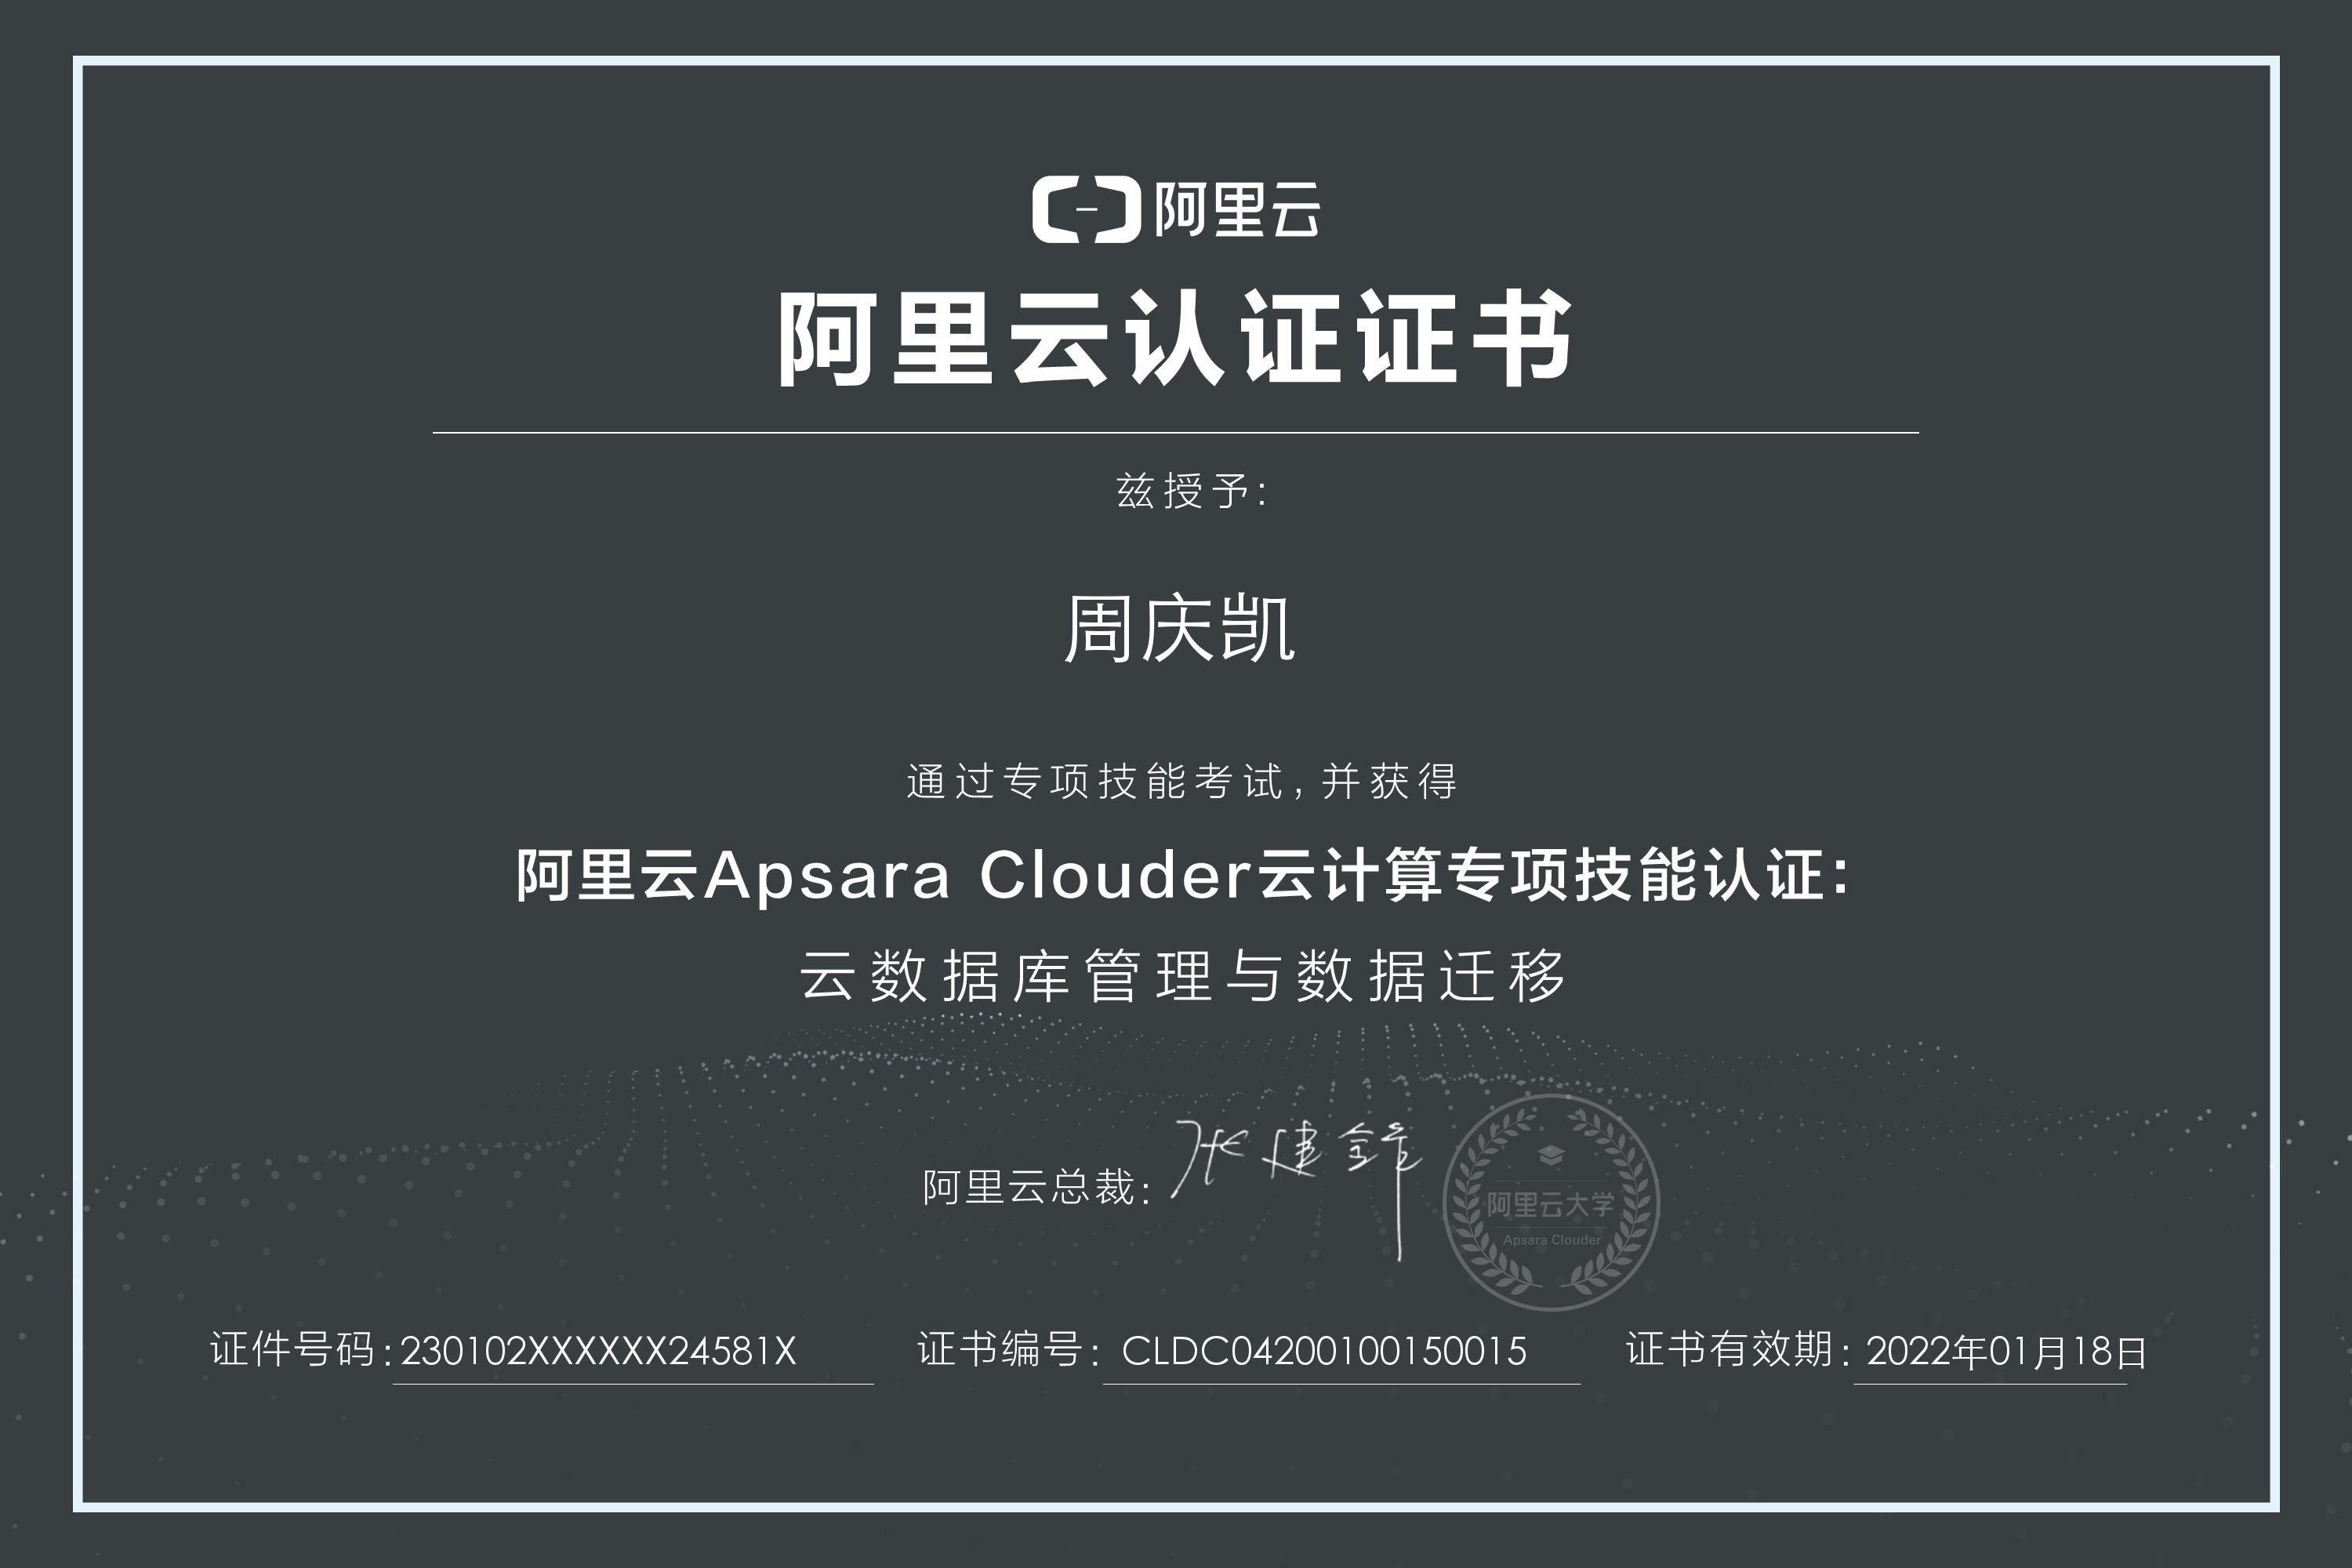 阿里云
阿里云认证证书
兹授予：
周庆凯
通过专项技能考试，并获得
阿里云Apsara Clouder云计算专项技能认证：
云数据库管理与数据迁移
阿里云总裁：张建锋
阿里云大学
Apsara Clouder
证件号码：230102XXXXXX24581X 证书编号：CLDC04200100150015 证书有效期：2022年01月18日